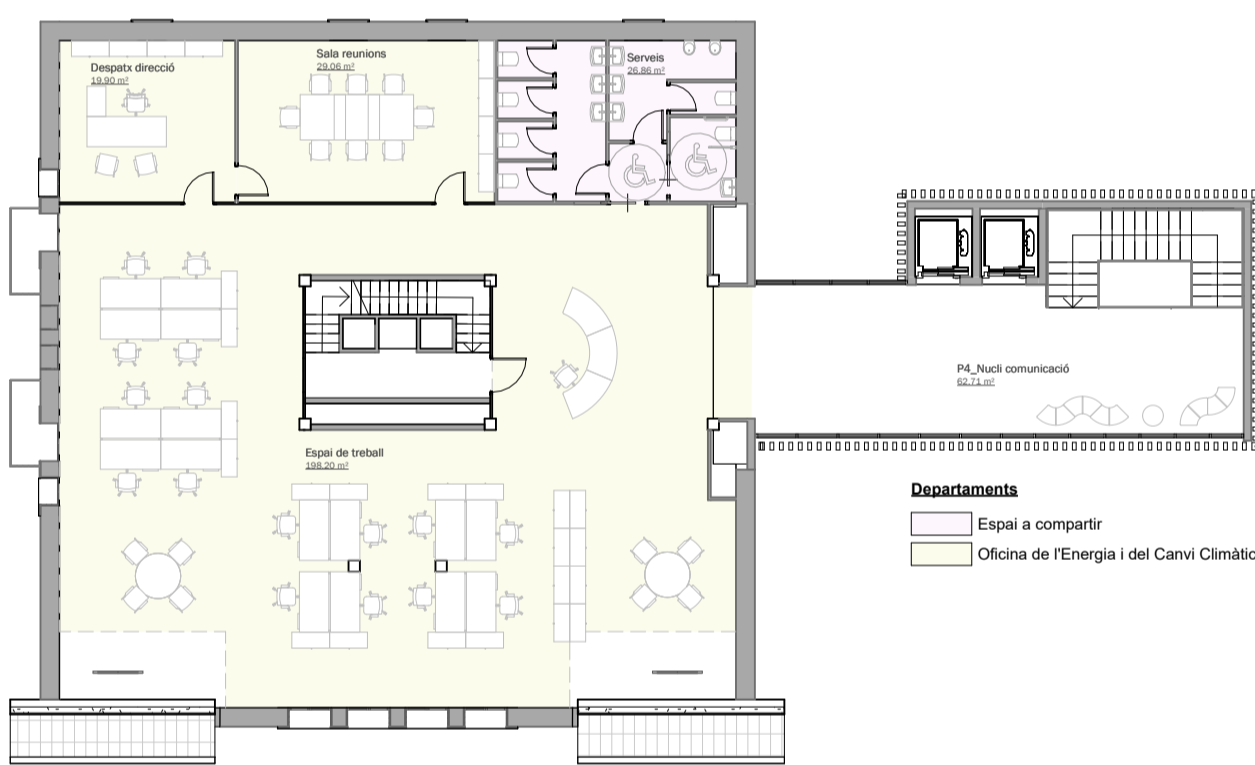 Despatx direcció
19.90 m²
Sala reunions
29.06 m²
Serveis
26.86 m²
P4_Nucli comunicació
62.71 m²
Espai de treball
198.20 m²
Departaments
Espai a compartir
Oficina de l'Energia i del Canvi Climàtic